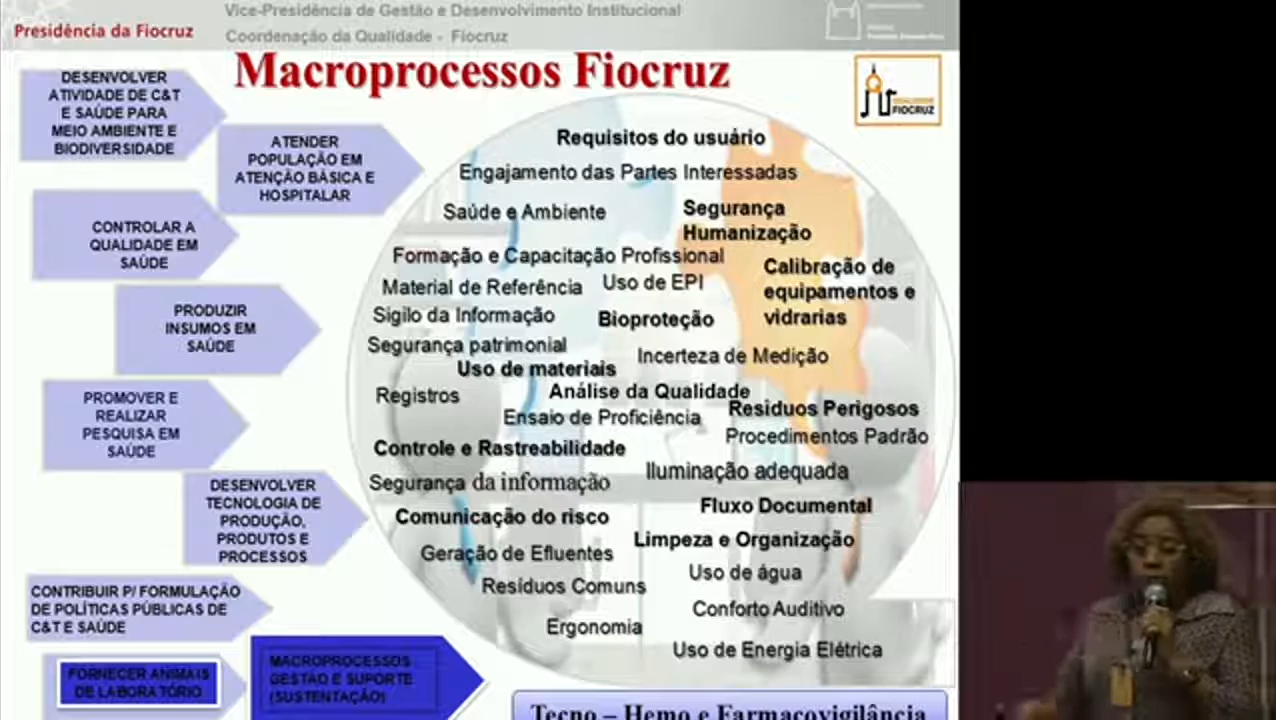 Vice-Presidência de Gestão e Desenvolvimento Institucional
Presidência da Fiocruz
Coordenação da Qualidade - Fiocruz
Macroprocessos Fiocruz
FIOCRUZ
DESENVOLVER
ATIVIDADE DE C&T
E SAÚDE PARA
MEIO AMBIENTE E
BIODIVERSIDADE
ATENDER
POPULAÇÃO EM
ATENÇÃO BÁSICA E
HOSPITALAR
CONTROLAR A
QUALIDADE EM
SAÚDE
PRODUZIR
INSUMOS EM
SAÚDE
PROMOVER E
REALIZAR
PESQUISA EM
SAÚDE
DESENVOLVER
TECNOLOGIA DE
PRODUÇÃO,
PRODUTOS E
PROCESSOS
CONTRIBUIR P/ FORMULAÇÃO
DE POLÍTICAS PÚBLICAS DE
C&T E SAÚDE
FORNECER ANIMAIS
DE LABORATÓRIO
MACROPROCESSOS
GESTÃO E SUPORTE
(SUSTENTAÇÃO)
Requisitos do usuário
Engajamento das Partes Interessadas
Saúde e Ambiente
Segurança
Humanização
Formação e Capacitação Profissional
Calibração de
equipamentos e
vidrarias
Material de Referência
Uso de EPI
Sigilo da Informação
Bioproteção
Segurança patrimonial
Incerteza de Medição
Uso de materiais
Registros
Análise da Qualidade
Ensaio de Proficiência
Resíduos Perigosos
Procedimentos Padrão
Controle e Rastreabilidade
Iluminação adequada
Segurança da informação
Fluxo Documental
Comunicação do risco
Limpeza e Organização
Geração de Efluentes
Uso de água
Resíduos Comuns
Conforto Auditivo
Ergonomia
Uso de Energia Elétrica
Tecno – Hemo e Farmacovigilância